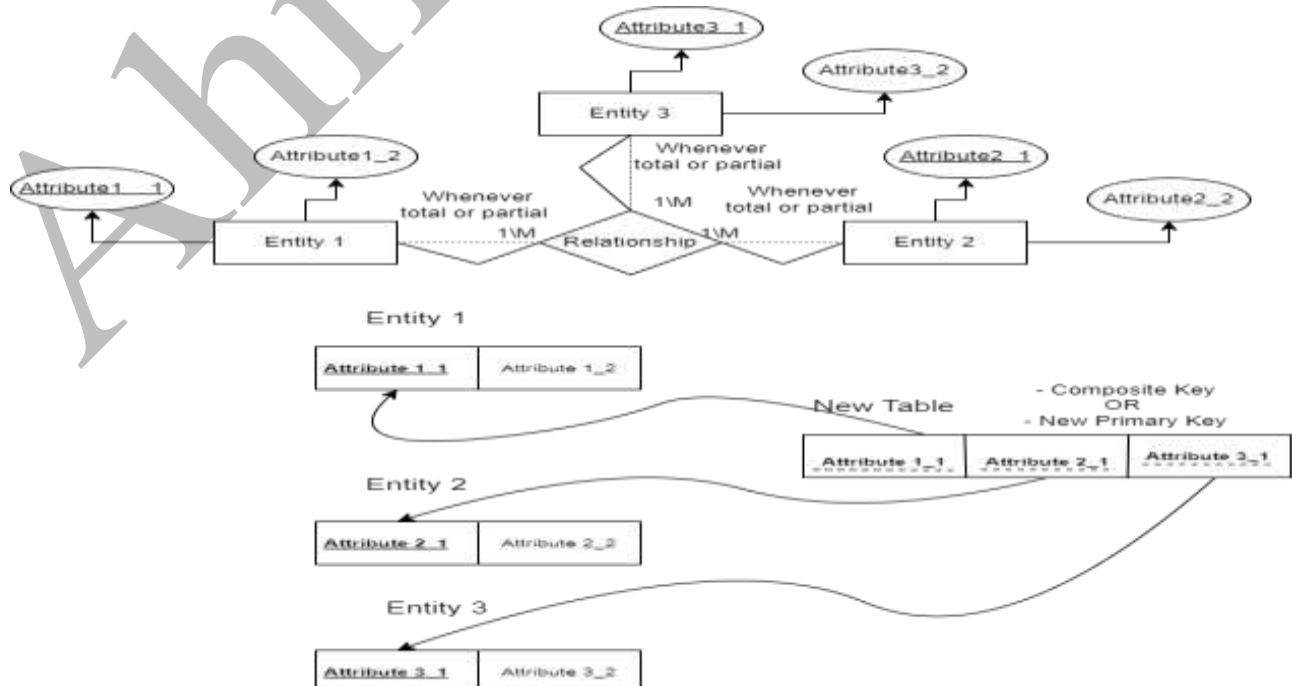 Attribute3_1
Attribute3_2
Entity 3
Whenever
total or partial
Attribute1_2
Attribute2_1
Attribute1_1
Attribute2_2
Whenever
total or partial
Whenever
total or partial
1\M
1\M
1\M
Entity 1
Relationship
Entity 2
Entity 1
Attribute 1_1
Attribute 1_2
- Composite Key
OR
- New Primary Key
New Table
Attribute 1_1
Attribute 2_1
Attribute 3_1
Entity 2
Attribute 2_1
Attribute 2_2
Entity 3
Attribute 3_1
Attribute 3_2